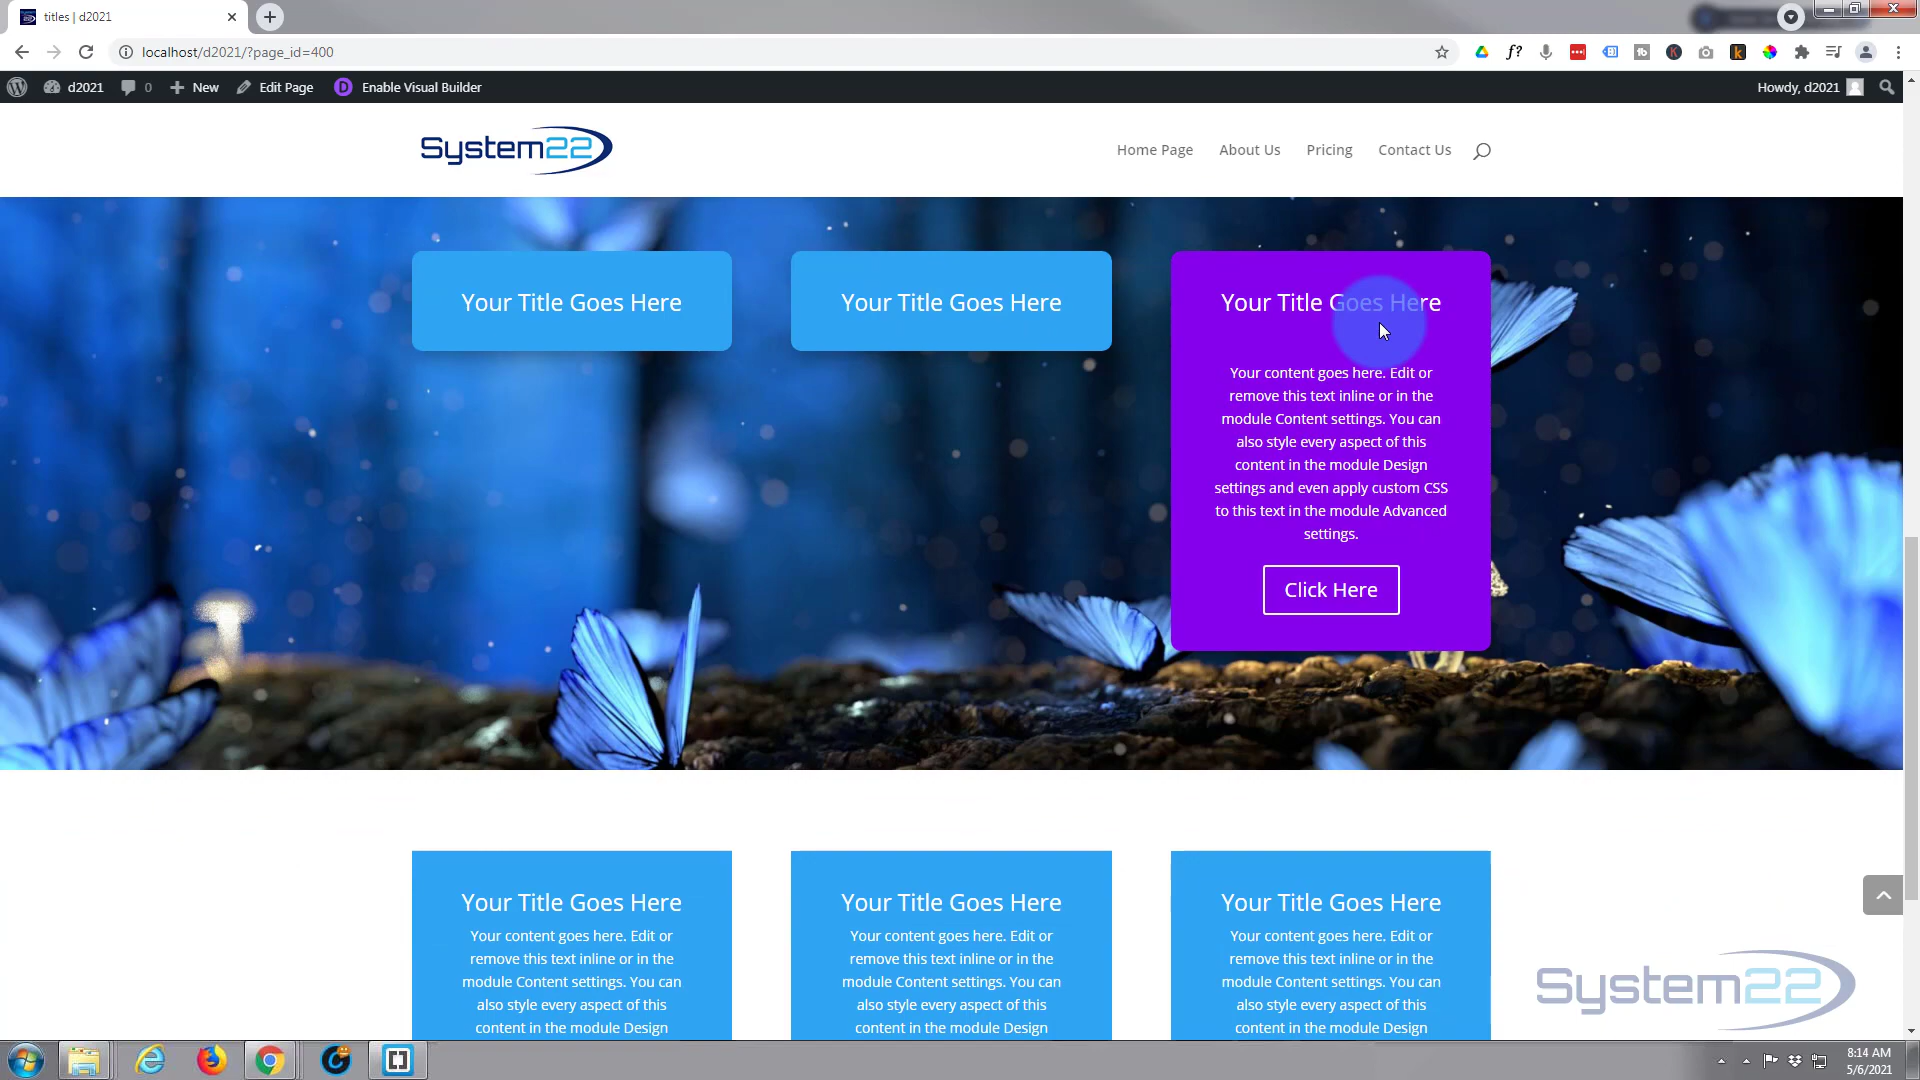 titles | d2021
localhost/d2021/?page_id=400
d2021
0
New
Edit Page
Enable Visual Builder
Howdy, d2021
System22
Home Page
About Us
Pricing
Contact Us
Your Title Goes Here
Your Title Goes Here
Your Title Goes Here
Your content goes here. Edit or
remove this text inline or in the
module Content settings. You can
also style every aspect of this
content in the module Design
settings and even apply custom CSS
to this text in the module Advanced
settings.
Click Here
Your Title Goes Here
Your content goes here. Edit or
remove this text inline or in the
module Content settings. You can
also style every aspect of this
content in the module Design
Your Title Goes Here
Your content goes here. Edit or
remove this text inline or in the
module Content settings. You can
also style every aspect of this
content in the module Design
Your Title Goes Here
Your content goes here. Edit or
remove this text inline or in the
module Content settings. You can
also style every aspect of this
content in the module Design
System22
8:14 AM
5/6/2021